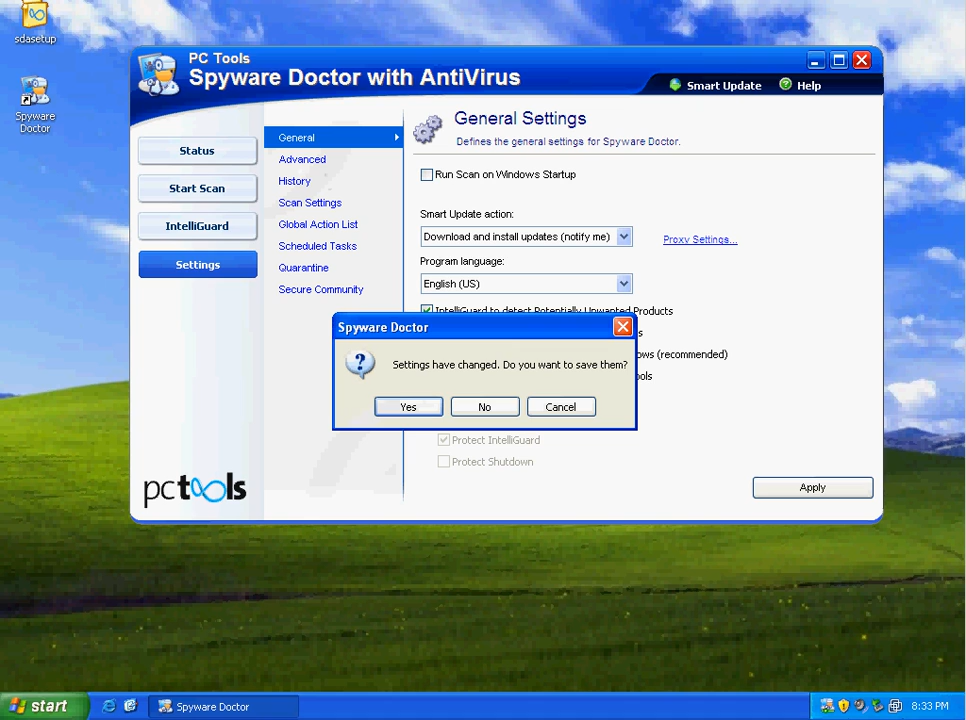 sdasetup
Spyware
Doctor
PC Tools
Spyware Doctor with AntiVirus
Smart Update
Help
Status
Start Scan
IntelliGuard
Settings
General
Advanced
History
Scan Settings
Global Action List
Scheduled Tasks
Quarantine
Secure Community
General Settings
Defines the general settings for Spyware Doctor.
Run Scan on Windows Startup
Smart Update action:
Download and install updates (notify me)
Proxy Settings...
Program language:
English (US)
IntelliGuard to detect Potentially Unwanted Products
(recommended)
Spyware Doctor
Settings have changed. Do you want to save them?
Yes
No
Cancel
Protect IntelliGuard
Protect Shutdown
Apply
pctools
start
Spyware Doctor
8:33 PM